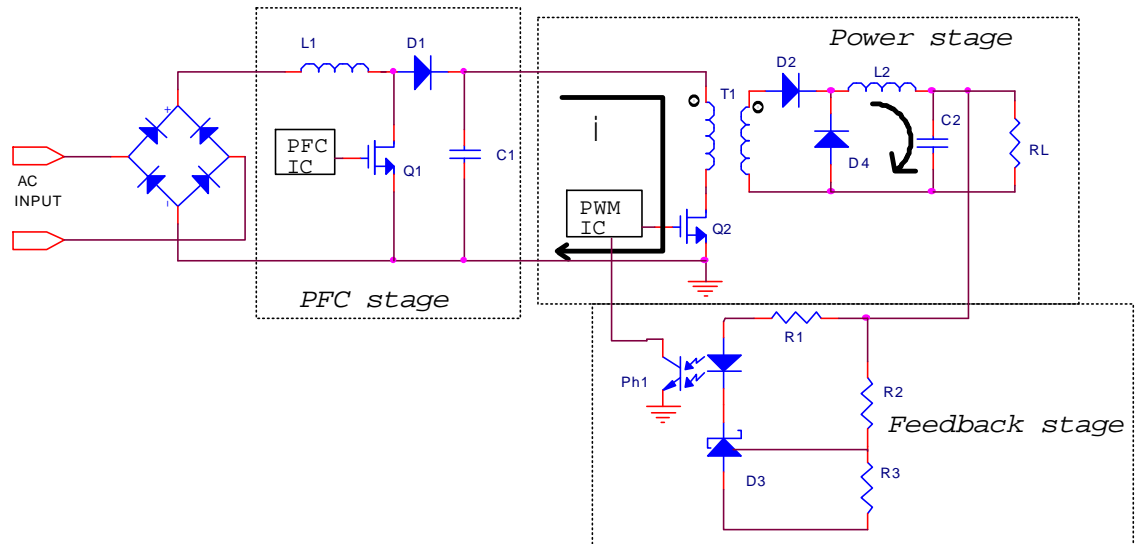 Power stage
L1
D1
D2
L2
T1
+
i
PFC
IC
C1
C2
Q1
D4
RL
AC
INPUT
PWM
IC
-
Q2
PFC stage
R1
Ph1
R2
Feedback stage
D3
R3